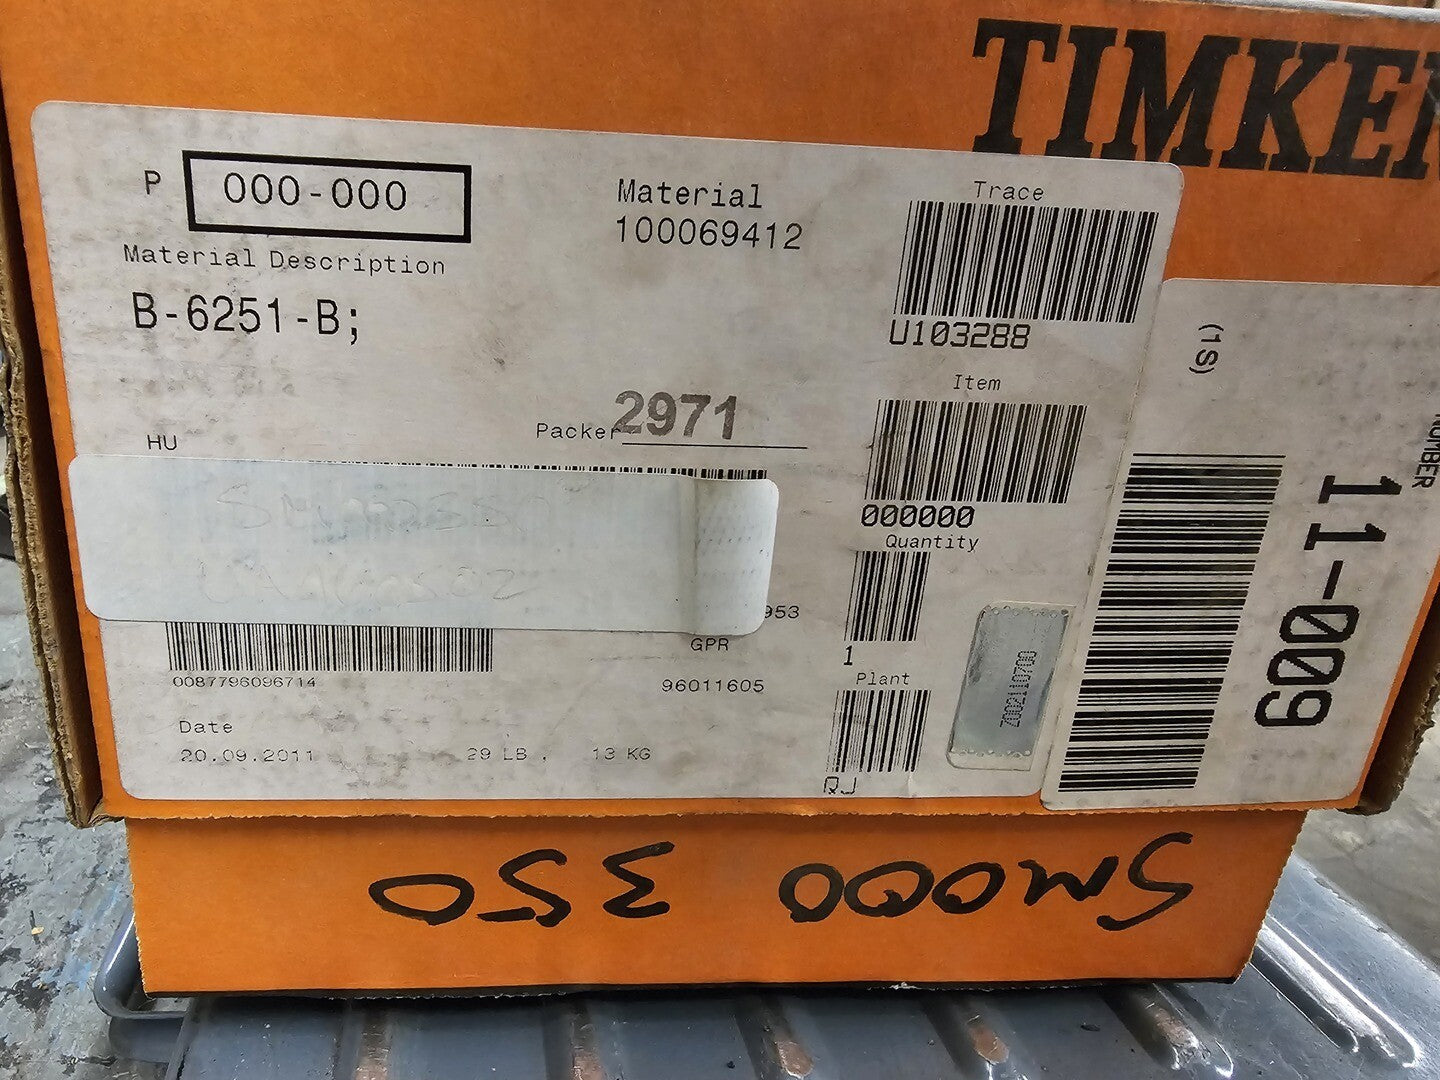 TIMKEN
P 000-000
Material
100069412
Trace
U103288
Material Description
B-6251-B;
Item
000000
Packer 2971
HU
Quantity
1
953
GPR
96011605
0087796096714
Plant
QJ
Date
20.09.2011 29 LB , 13 KG
(1S)
NUMBER
11-009
SM000 350